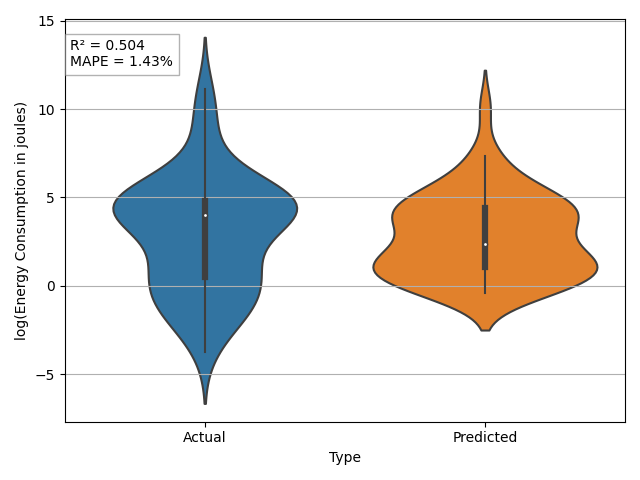 R² = 0.504
MAPE = 1.43%
15
10
5
0
−5
log(Energy Consumption in joules)
Actual
Predicted
Type